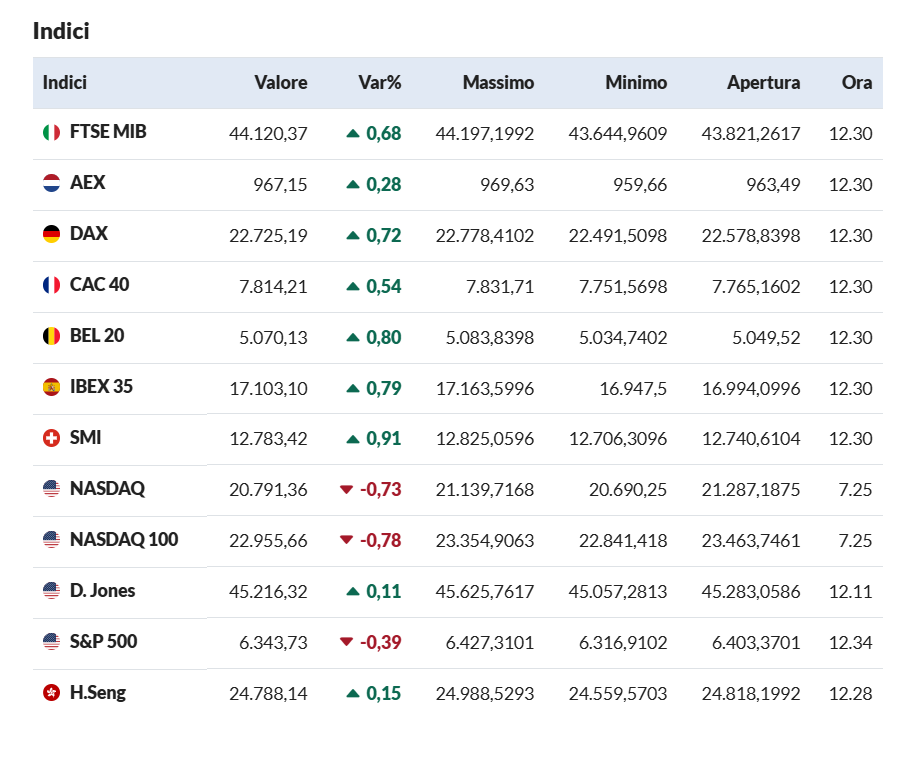 Indici
Indici Valore Var% Massimo Minimo Apertura Ora
FTSE MIB 44.120,37 0,68 44.197,1992 43.644,9609 43.821,2617 12.30
AEX 967,15 0,28 969,63 959,66 963,49 12.30
DAX 22.725,19 0,72 22.778,4102 22.491,5098 22.578,8398 12.30
CAC 40 7.814,21 0,54 7.831,71 7.751,5698 7.765,1602 12.30
BEL 20 5.070,13 0,80 5.083,8398 5.034,7402 5.049,52 12.30
IBEX 35 17.103,10 0,79 17.163,5996 16.947,5 16.994,0996 12.30
SMI 12.783,42 0,91 12.825,0596 12.706,3096 12.740,6104 12.30
NASDAQ 20.791,36 -0,73 21.139,7168 20.690,25 21.287,1875 7.25
NASDAQ 100 22.955,66 -0,78 23.354,9063 22.841,418 23.463,7461 7.25
D. Jones 45.216,32 0,11 45.625,7617 45.057,2813 45.283,0586 12.11
S&P 500 6.343,73 -0,39 6.427,3101 6.316,9102 6.403,3701 12.34
H.Seng 24.788,14 0,15 24.988,5293 24.559,5703 24.818,1992 12.28